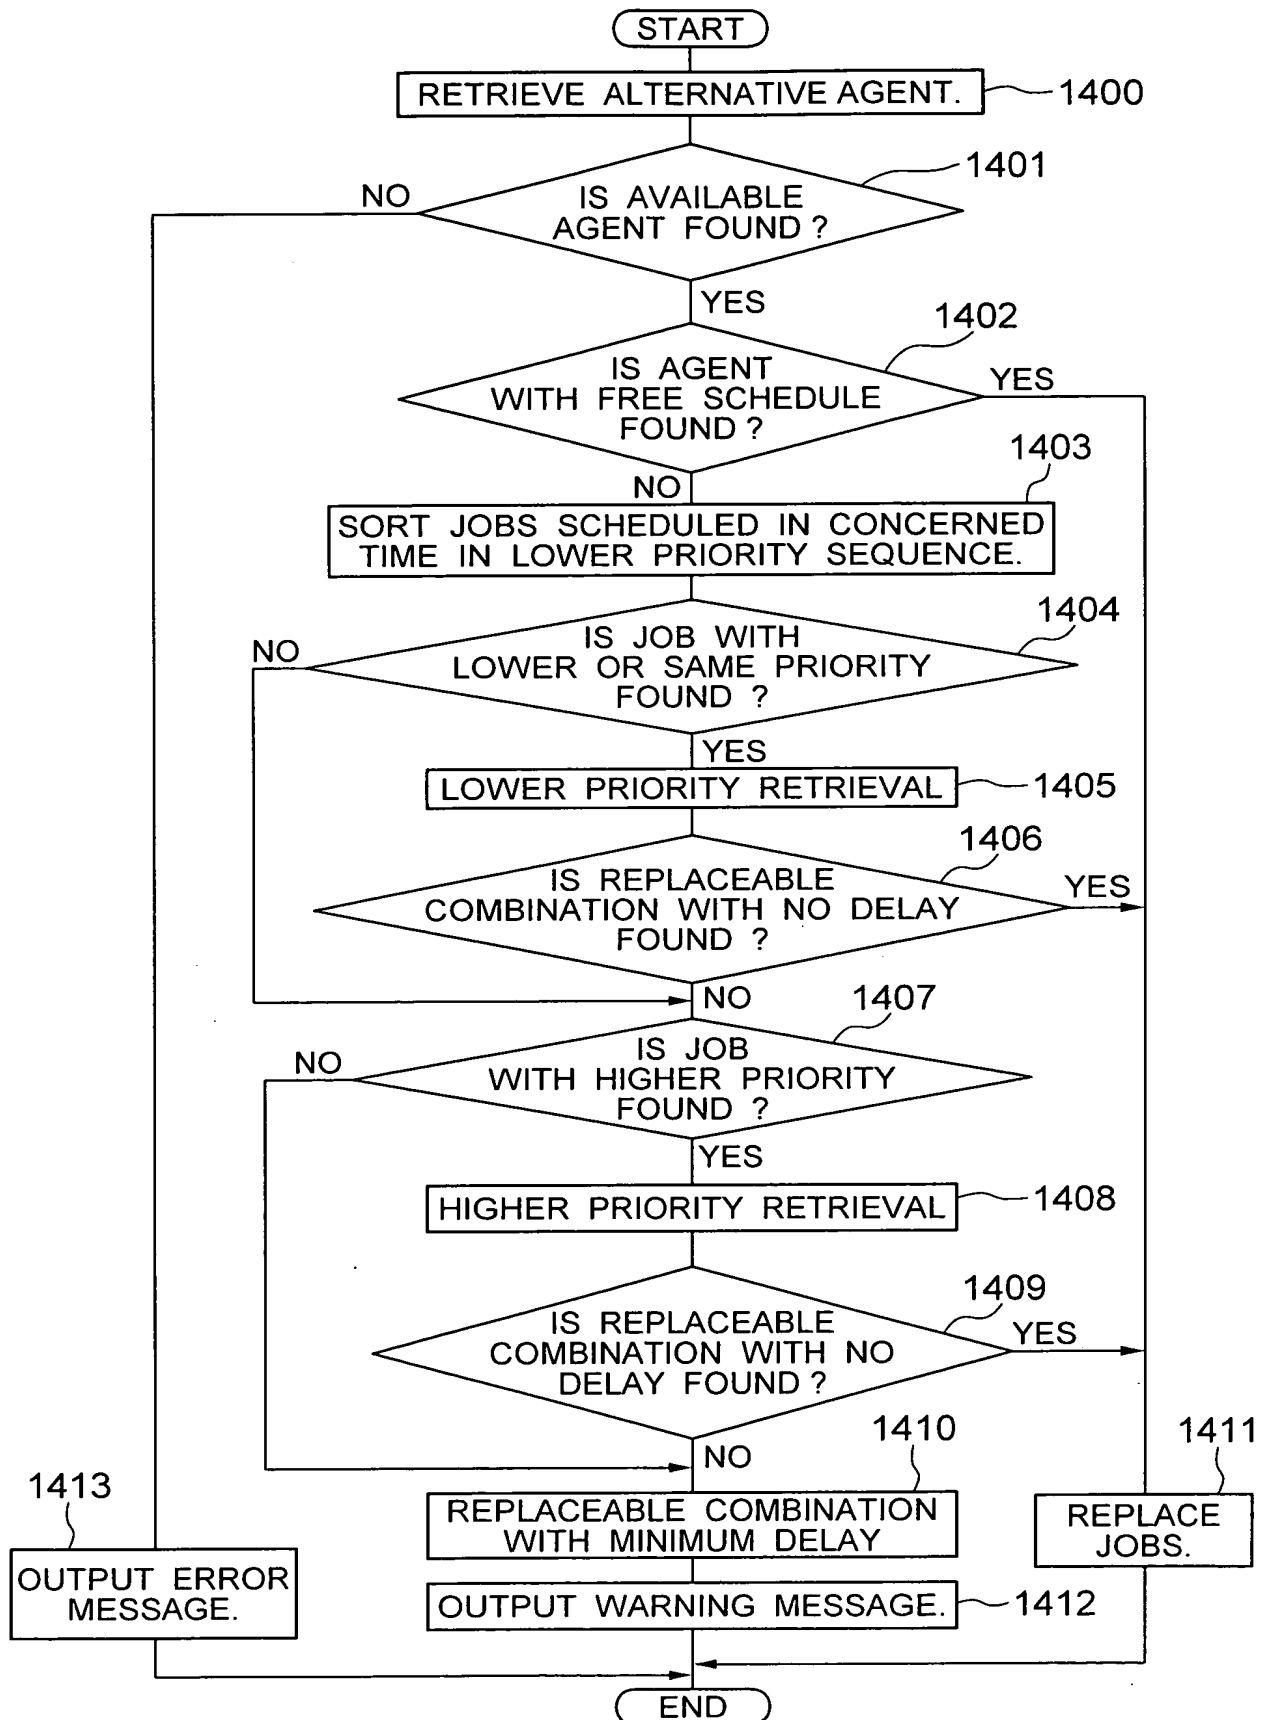 START
RETRIEVE ALTERNATIVE AGENT.
1400
1401
NO
IS AVAILABLE
AGENT FOUND ?
YES
1402
IS AGENT
WITH FREE SCHEDULE
FOUND ?
YES
1403
NO
SORT JOBS SCHEDULED IN CONCERNED
TIME IN LOWER PRIORITY SEQUENCE.
1404
NO
IS JOB WITH
LOWER OR SAME PRIORITY
FOUND ?
YES
LOWER PRIORITY RETRIEVAL
1405
1406
IS REPLACEABLE
COMBINATION WITH NO DELAY
FOUND ?
YES
NO
1407
NO
IS JOB
WITH HIGHER PRIORITY
FOUND ?
YES
HIGHER PRIORITY RETRIEVAL
1408
1409
IS REPLACEABLE
COMBINATION WITH NO
DELAY FOUND ?
YES
NO
1410
1411
1413
REPLACEABLE COMBINATION
WITH MINIMUM DELAY
REPLACE
JOBS.
OUTPUT ERROR
MESSAGE.
OUTPUT WARNING MESSAGE.
1412
END